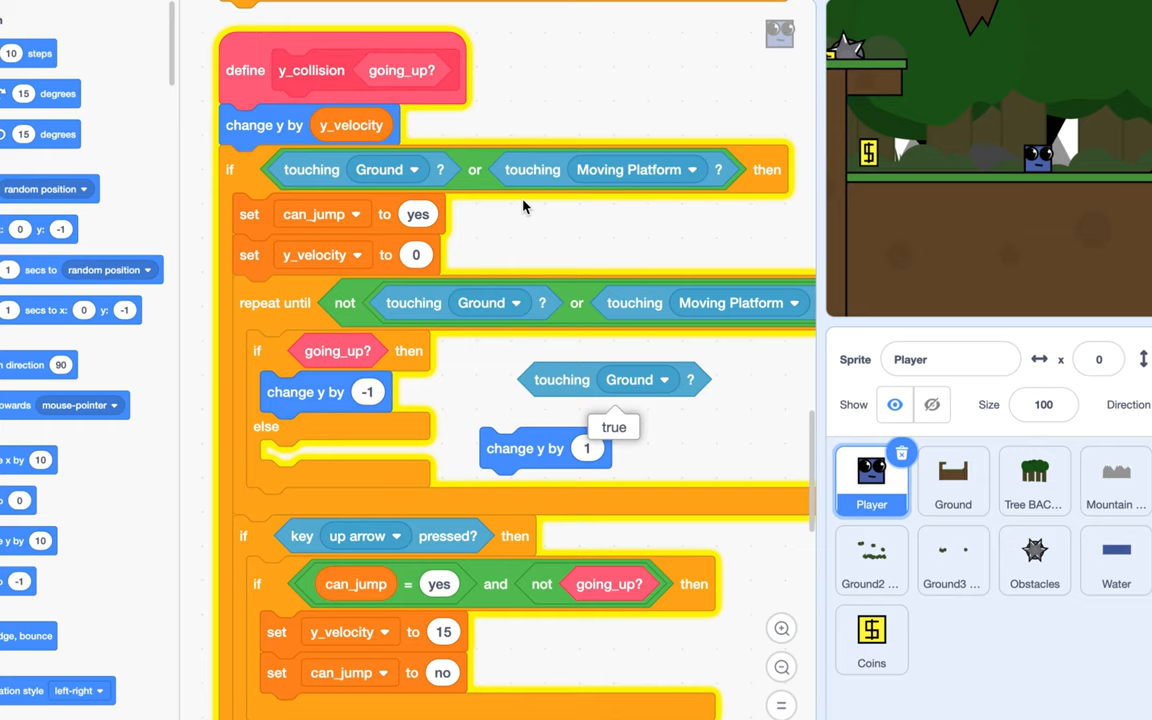 10 steps
define y_collision going_up?
15 degrees
change y by y_velocity
15 degrees
if touching Ground ? or touching Moving Platform ? then
random position
set can_jump to yes
x: 0 y: -1
set y_velocity to 0
1 secs to random position
1 secs to x: 0 y: -1
repeat until not touching Ground ? or touching Moving Platform
if going_up? then
n direction 90
change y by -1
touching Ground ?
owards mouse-pointer
else
true
change y by 1
e x by 10
o 0
e y by 10
if key up arrow pressed? then
o -1
if can_jump = yes and not going_up? then
dge, bounce
set y_velocity to 15
set can_jump to no
ation style left-right
$
Sprite Player x 0
Show Size 100 Direction
Player Ground Tree BAC... Mountain ...
Ground2 ... Ground3 ... Obstacles Water
$
Coins